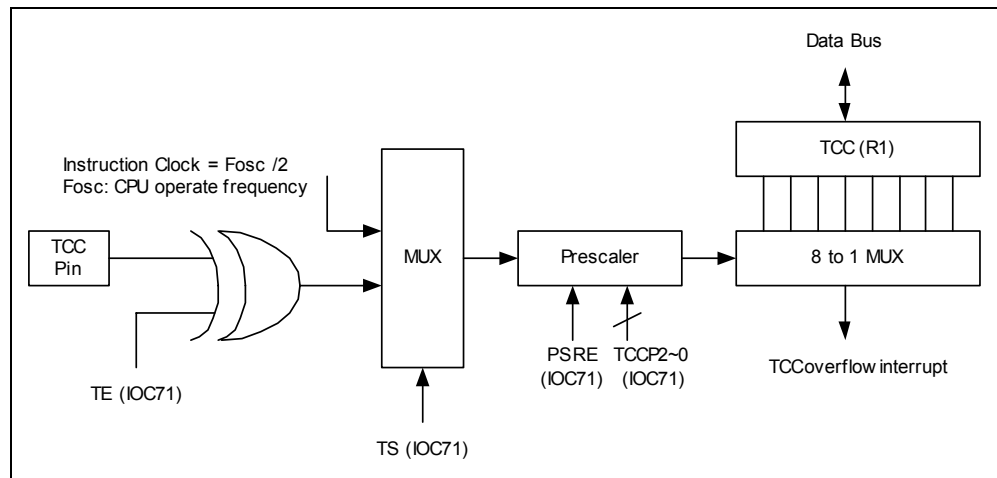 Data Bus
TCC (R1)
Instruction Clock = Fosc /2
Fosc: CPU operate frequency
TCC
Pin
MUX
Prescaler
8 to 1 MUX
PSRE
(IOC71)
TCCP2~0
(IOC71)
TCCoverflow interrupt
TE (IOC71)
TS (IOC71)